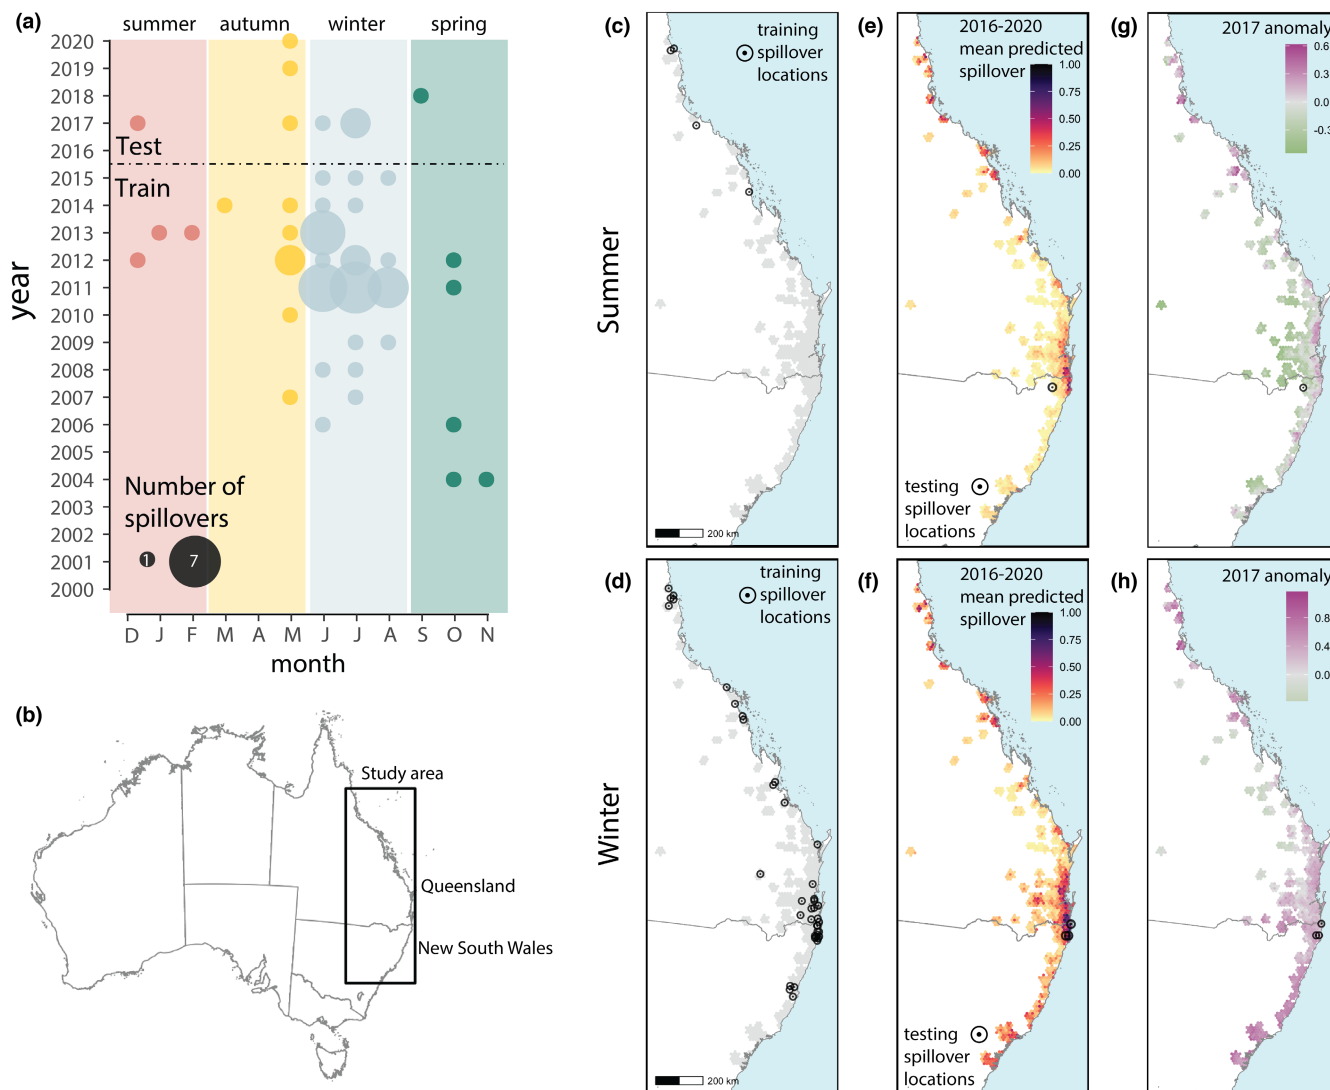 (a)
summer autumn winter spring
2020
2019
2018
2017
2016
2015
2014
2013
2012
2011
2010
2009
2008
2007
2006
2005
2004
2003
2002
2001
2000
year
Test
Train
Number of
spillovers
1 7
D J F M A M J J A S O N
month
(b)
Study area
Queensland
New South Wales
Summer
Winter
(c)
training
spillover
locations
200 km
(d)
training
spillover
locations
200 km
(e)
2016-2020
mean predicted
spillover
1.00
0.75
0.50
0.25
0.00
testing
spillover
locations
(f)
2016-2020
mean predicted
spillover
1.00
0.75
0.50
0.25
0.00
testing
spillover
locations
(g)
2017 anomaly
0.6
0.3
0.0
-0.3
(h)
2017 anomaly
0.8
0.4
0.0